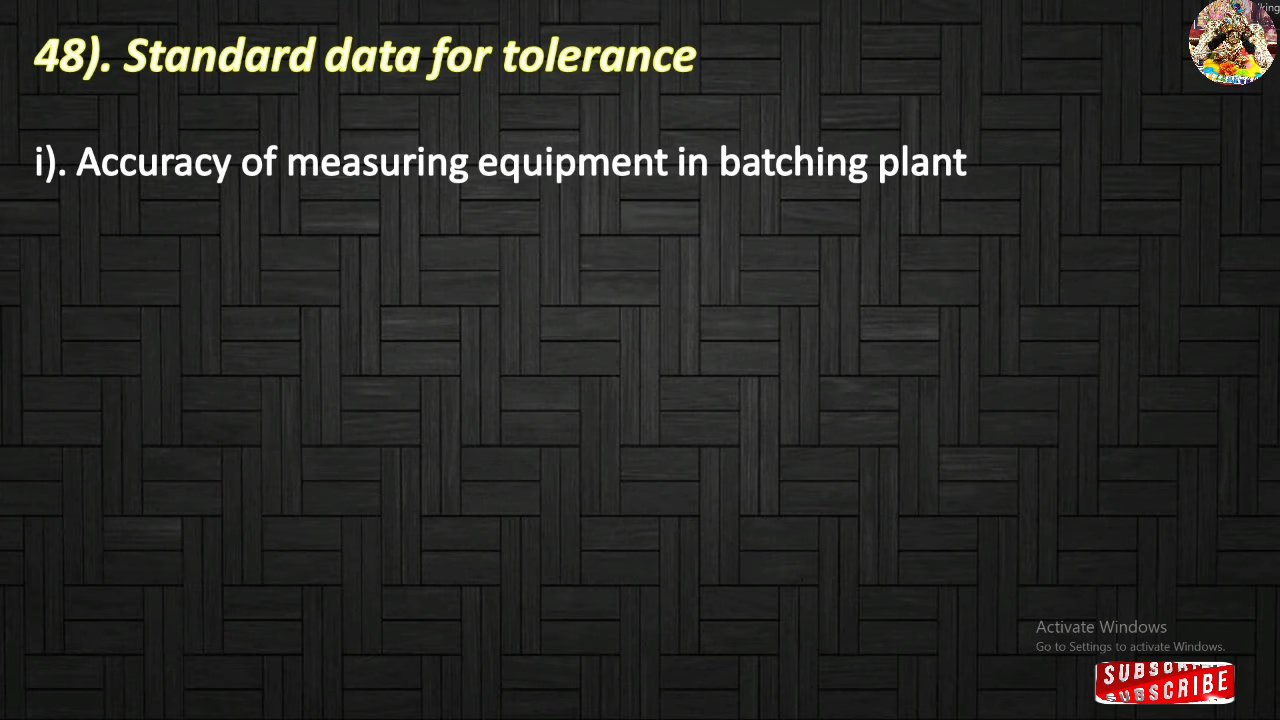 48). Standard data for tolerance
i). Accuracy of measuring equipment in batching plant
Activate Windows
Go to Settings to activate Windows.
SUBSCRIBE